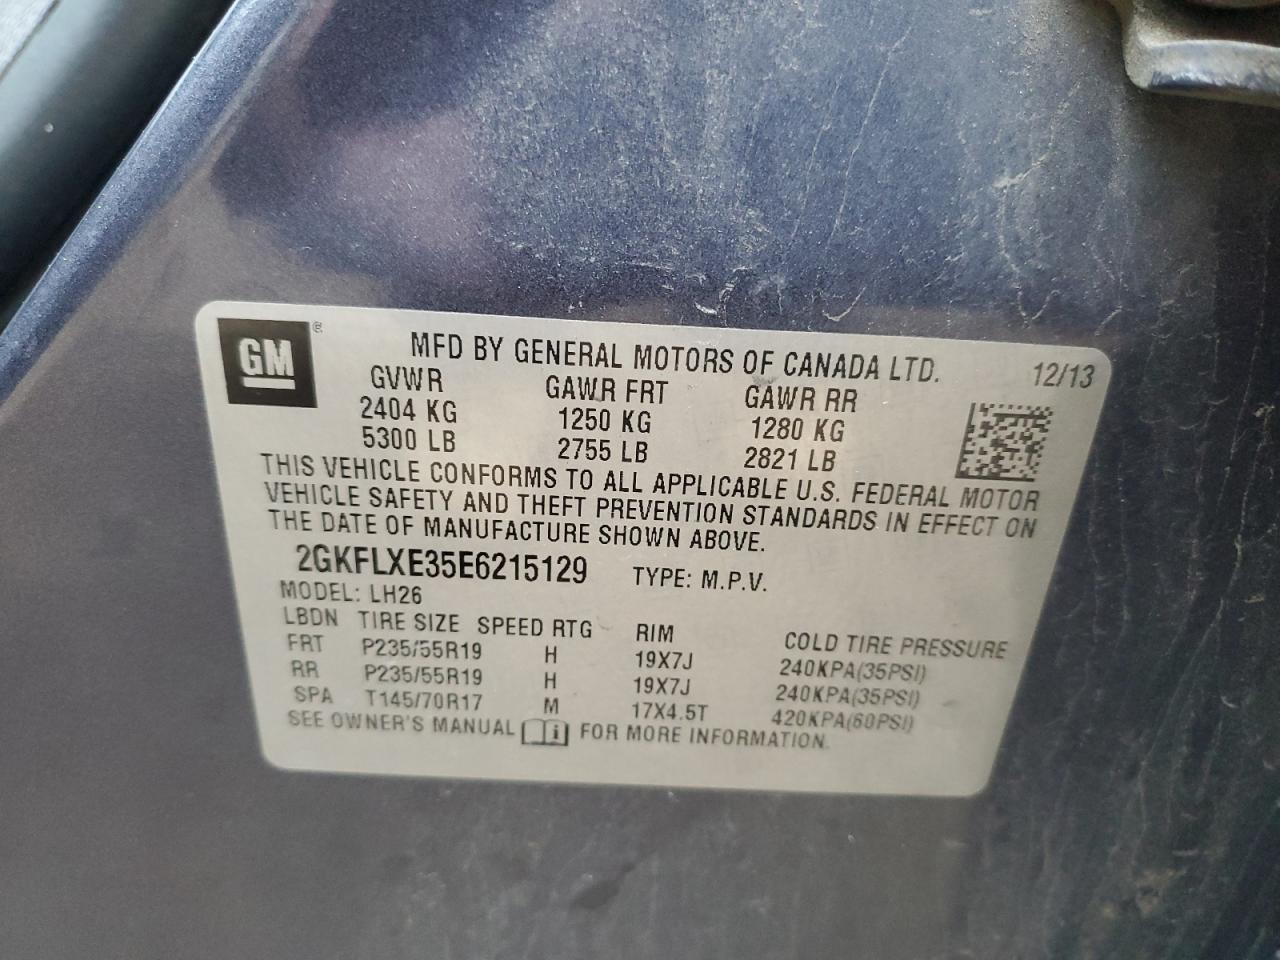 GM ® MFD BY GENERAL MOTORS OF CANADA LTD. 12/13
GVWR GAWR FRT GAWR RR
2404 KG 1250 KG 1280 KG
5300 LB 2755 LB 2821 LB
THIS VEHICLE CONFORMS TO ALL APPLICABLE U.S. FEDERAL MOTOR
VEHICLE SAFETY AND THEFT PREVENTION STANDARDS IN EFFECT ON
THE DATE OF MANUFACTURE SHOWN ABOVE.
2GKFLXE35E6215129 TYPE: M.P.V.
MODEL: LH26
LBDN TIRE SIZE SPEED RTG RIM COLD TIRE PRESSURE
FRT P235/55R19 H 19X7J 240KPA(35PSI)
RR P235/55R19 H 19X7J 240KPA(35PSI)
SPA T145/70R17 M 17X4.5T 420KPA(60PSI)
SEE OWNER'S MANUAL i FOR MORE INFORMATION.